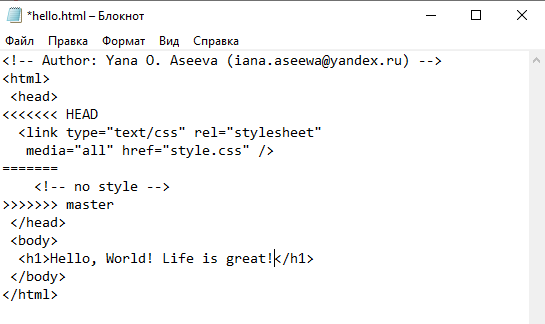 *hello.html – Блокнот
Файл Правка Формат Вид Справка
<!-- Author: Yana O. Aseeva (iana.aseewa@yandex.ru) -->
<html>
 <head>
<<<<<<< HEAD
  <link type="text/css" rel="stylesheet"
   media="all" href="style.css" />
=======
    <!-- no style -->
>>>>>>> master
 </head>
 <body>
  <h1>Hello, World! Life is great!</h1>
 </body>
</html>